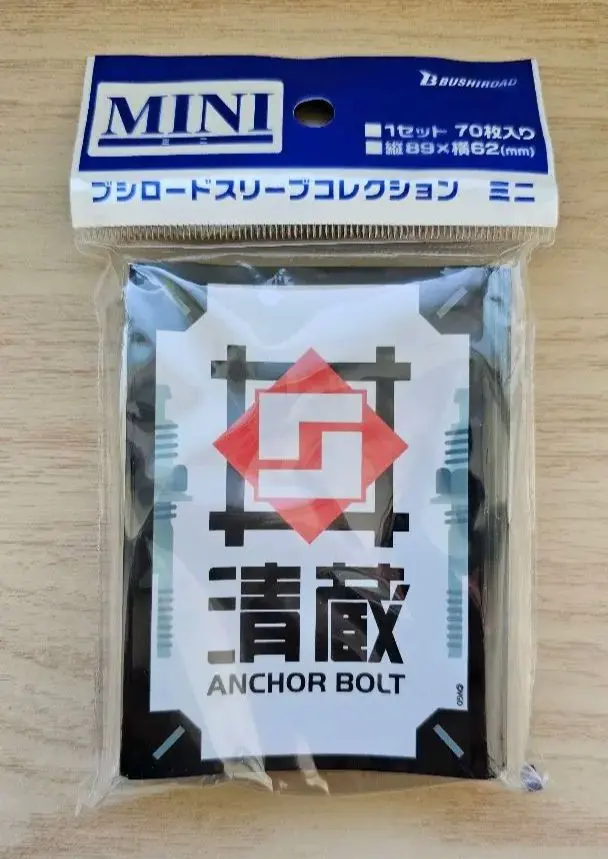 MINI
ミニ
BUSHIROAD
■1セット 70枚入り
■縦89×横62(mm)
ブシロードスリーブコレクション ミニ
清蔵
ANCHOR BOLT